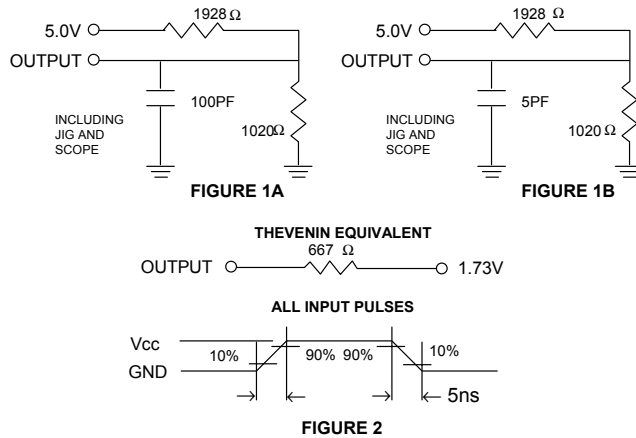 1928 Ω
5.0V
OUTPUT
100PF
INCLUDING
JIG AND
SCOPE
1020 Ω
FIGURE 1A
1928 Ω
5.0V
OUTPUT
5PF
INCLUDING
JIG AND
SCOPE
1020 Ω
FIGURE 1B
THEVENIN EQUIVALENT
667 Ω
OUTPUT 1.73V
ALL INPUT PULSES
Vcc
GND
10% 90% 90% 10%
5ns
FIGURE 2